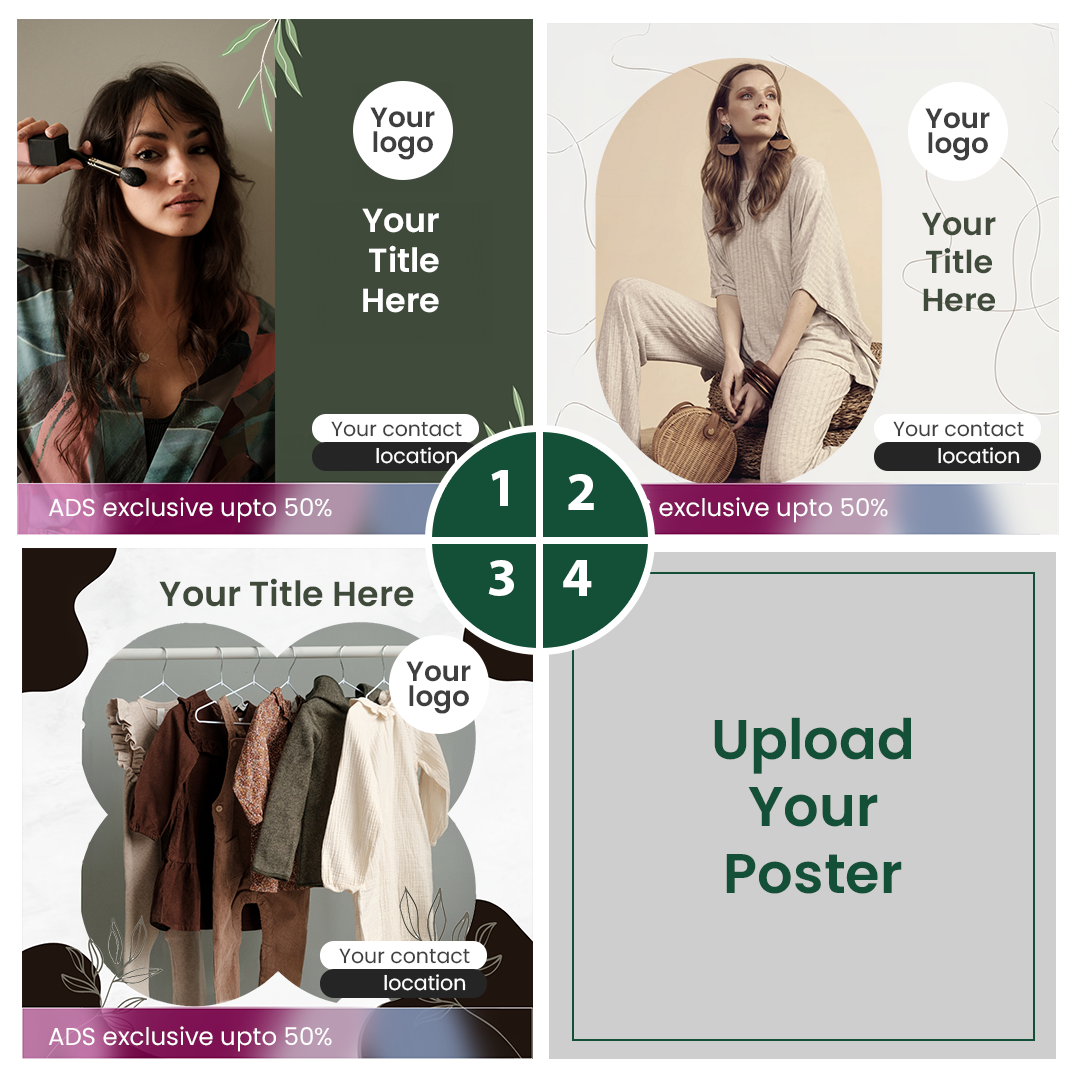 Your
logo
Your
Title
Here
Your contact
location
ADS exclusive upto 50%
Your
logo
Your
Title
Here
Your contact
location
exclusive upto 50%
1
2
3
4
Your Title Here
Your
logo
Your contact
location
ADS exclusive upto 50%
Upload
Your
Poster